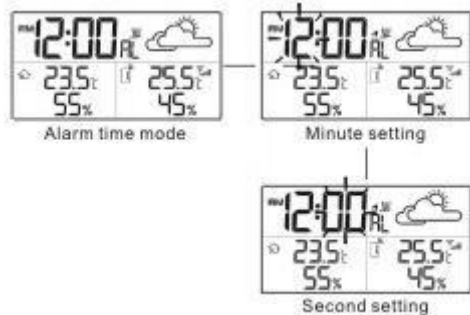 12:00 AL
23.5°C 25.5°C
55% 45%
Alarm time mode
12:00 AL
23.5°C 25.5°C
55% 45%
Minute setting
12:00 AL
23.5°C 25.5°C
55% 45%
Second setting